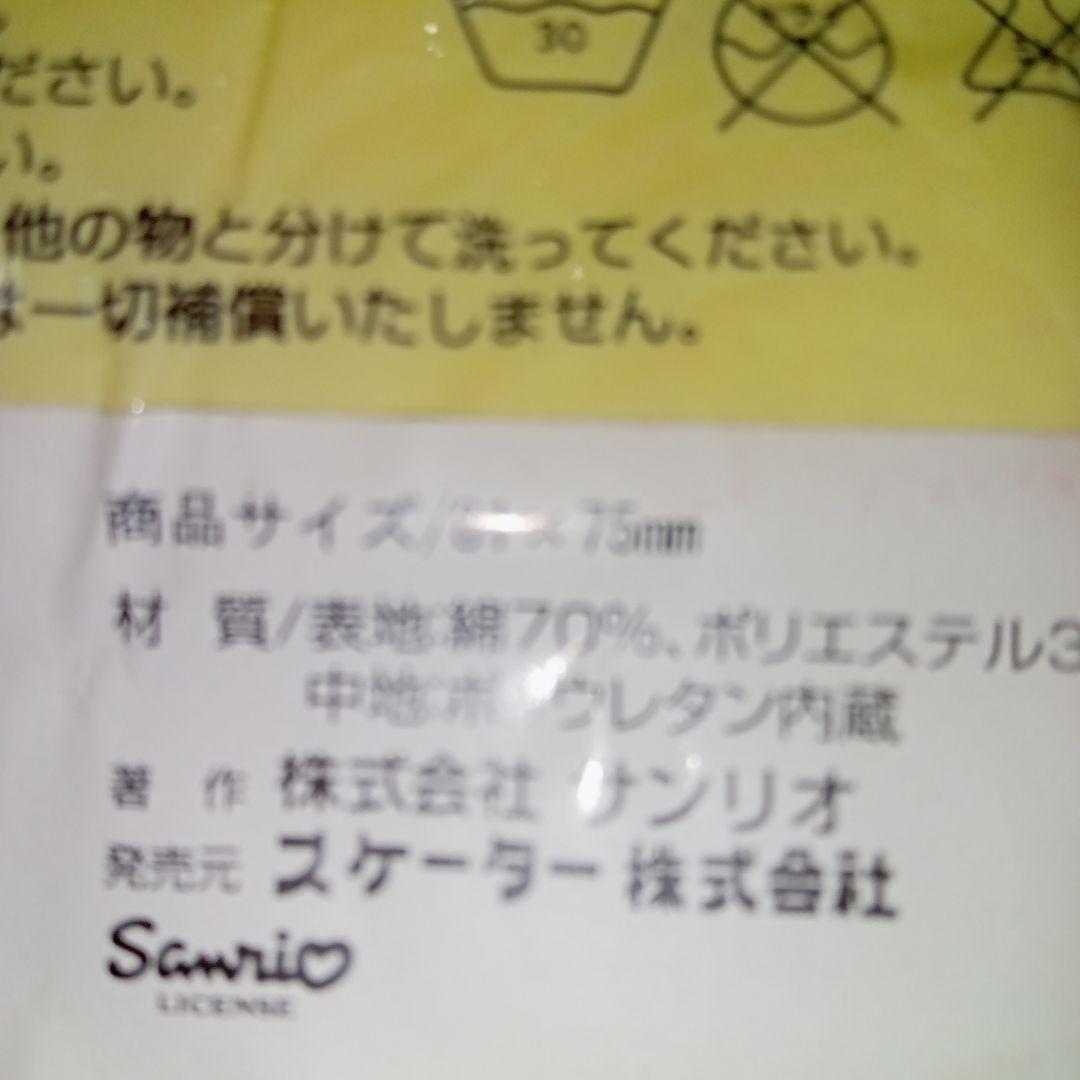 30
ださい。
い。
他の物と分けて洗ってください。
は一切補償いたしません。
商品サイズ/ 75mm
材 質/表地:綿70%、ポリエステル3
中地:ポリウレタン内蔵
著 作 株式会社 サンリオ
発売元 スケーター株式会社
Sanrio
LICENSE